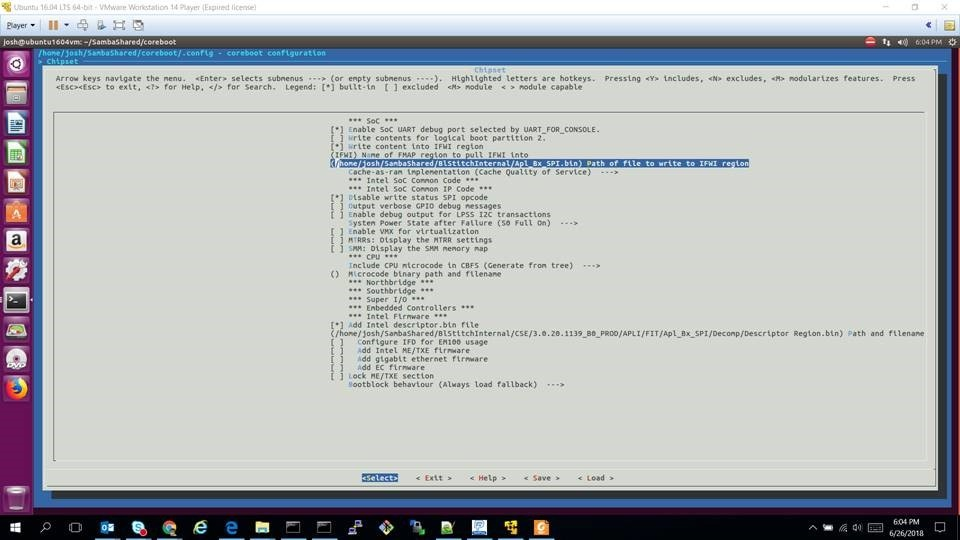 Ubuntu 16.04 LTS 64-bit - VMware Workstation 14 Player (Expired license)
Player
josh@ubuntu1604vm: ~/SambaShared/coreboot
6:04 PM
/home/josh/SambaShared/coreboot/.config - coreboot configuration
> Chipset
Chipset
Arrow keys navigate the menu. <Enter> selects submenus ---> (or empty submenus ----). Highlighted letters are hotkeys. Pressing <Y> includes, <N> excludes, <M> modularizes features. Press
<Esc><Esc> to exit, <?> for Help, </> for Search. Legend: [*] built-in [ ] excluded <M> module < > module capable
*** SoC ***
[*] Enable SoC UART debug port selected by UART_FOR_CONSOLE.
[ ] Write contents for logical boot partition 2.
[*] Write content into IFWI region
(IFWI) Name of FMAP region to pull IFWI into
(/home/josh/SambaShared/BlStitchInternal/Apl_Bx_SPI.bin) Path of file to write to IFWI region
Cache-as-ram implementation (Cache Quality of Service) --->
*** Intel SoC Common Code ***
*** Intel SoC Common IP Code ***
[*] Disable write status SPI opcode
[ ] Output verbose GPIO debug messages
[ ] Enable debug output for LPSS I2C transactions
System Power State after Failure (S0 Full On) --->
[ ] Enable VMX for virtualization
[ ] MTRRs: Display the MTRR settings
[ ] SMM: Display the SMM memory map
*** CPU ***
Include CPU microcode in CBFS (Generate from tree) --->
() Microcode binary path and filename
*** Northbridge ***
*** Southbridge ***
*** Super I/O ***
*** Embedded Controllers ***
*** Intel Firmware ***
[*] Add Intel descriptor.bin file
(/home/josh/SambaShared/BlStitchInternal/CSE/3.0.20.1139_B0_PROD/APLI/FIT/Apl_Bx_SPI/Decomp/Descriptor Region.bin) Path and filename
[ ] Configure IFD for EM100 usage
[ ] Add Intel ME/TXE firmware
[ ] Add gigabit ethernet firmware
[ ] Add EC firmware
[ ] Lock ME/TXE section
Bootblock behaviour (Always load fallback) --->
<Select> < Exit > < Help > < Save > < Load >
6:04 PM
6/26/2018